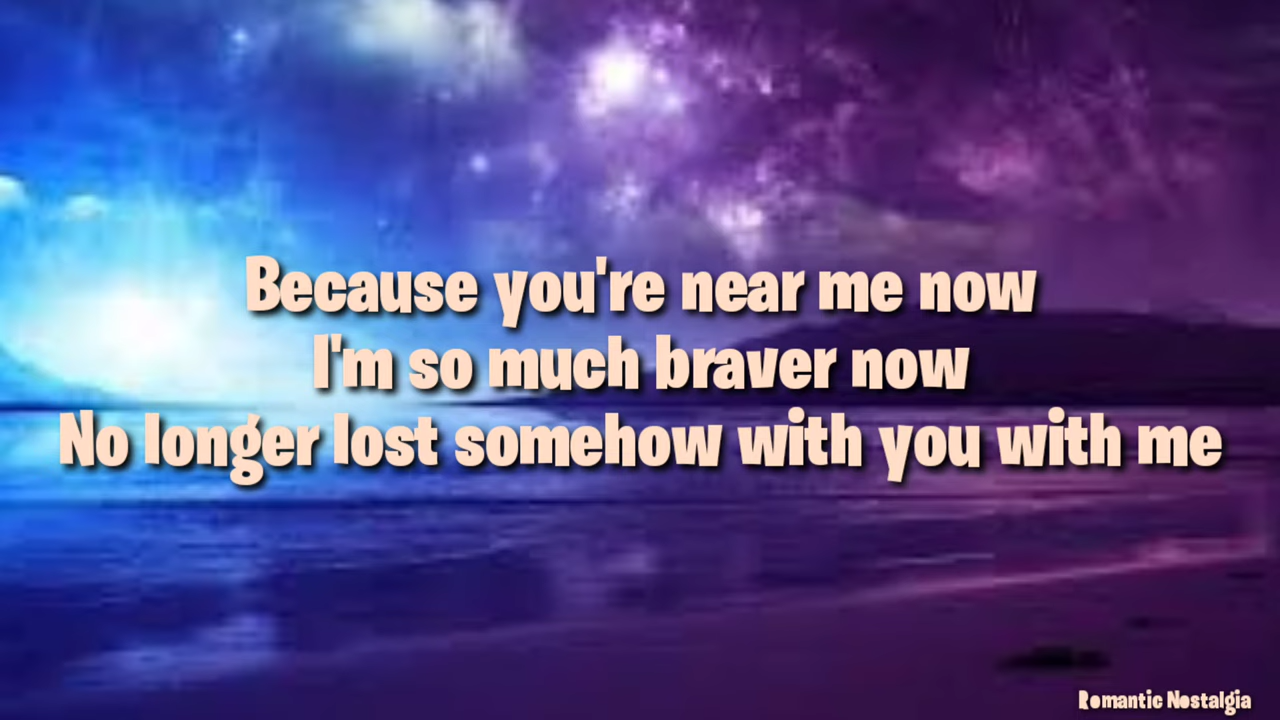 Because you're near me now
I'm so much braver now
No longer lost somehow with you with me
Romantic Nostalgia